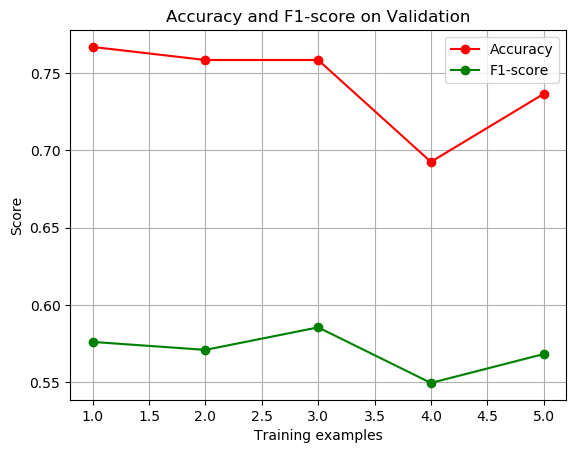 Accuracy and F1-score on Validation
Accuracy
F1-score
Score
0.75
0.70
0.65
0.60
0.55
1.0 1.5 2.0 2.5 3.0 3.5 4.0 4.5 5.0
Training examples